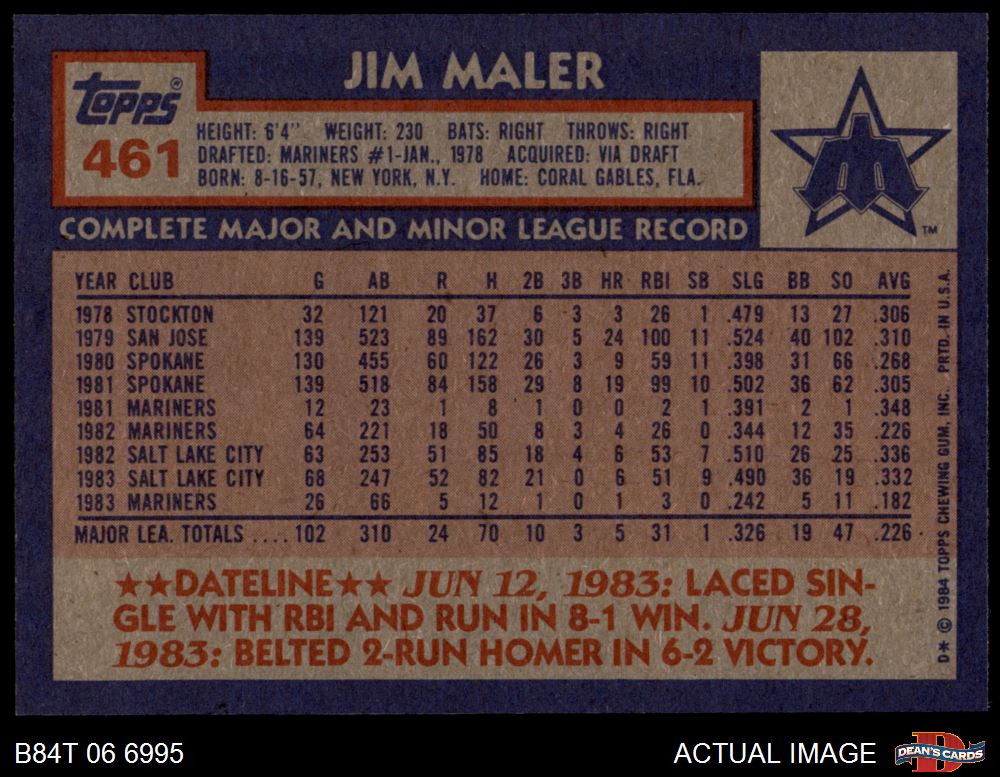 JIM MALER
Topps®
461
HEIGHT: 6'4" WEIGHT: 230 BATS: RIGHT THROWS: RIGHT
DRAFTED: MARINERS #1-JAN., 1978 ACQUIRED: VIA DRAFT
BORN: 8-16-57, NEW YORK, N.Y. HOME: CORAL GABLES, FLA.
TM
COMPLETE MAJOR AND MINOR LEAGUE RECORD
YEAR CLUB G AB R H 2B 3B HR RBI SB SLG BB SO AVG
1978 STOCKTON 32 121 20 37 6 3 3 26 1 .479 13 27 .306
1979 SAN JOSE 139 523 89 162 30 5 24 100 11 .524 40 102 .310
1980 SPOKANE 130 455 60 122 26 3 9 59 11 .398 31 66 .268
1981 SPOKANE 139 518 84 158 29 8 19 99 10 .502 36 62 .305
1981 MARINERS 12 23 1 8 1 0 0 2 1 .391 2 1 .348
1982 MARINERS 64 221 18 50 8 3 4 26 0 .344 12 35 .226
1982 SALT LAKE CITY 63 253 51 85 18 4 6 53 7 .510 26 25 .336
1983 SALT LAKE CITY 68 247 52 82 21 0 6 51 9 .490 36 19 .332
1983 MARINERS 26 66 5 12 1 0 1 3 0 .242 5 11 .182
MAJOR LEA. TOTALS ....102 310 24 70 10 3 5 31 1 .326 19 47 .226
★★DATELINE★★ JUN 12, 1983: LACED SIN-
GLE WITH RBI AND RUN IN 8-1 WIN. JUN 28,
1983: BELTED 2-RUN HOMER IN 6-2 VICTORY.
D* © 1984 TOPPS CHEWING GUM, INC. PRTD. IN U.S.A.
B84T 06 6995
ACTUAL IMAGE
D
DEAN'S CARDS